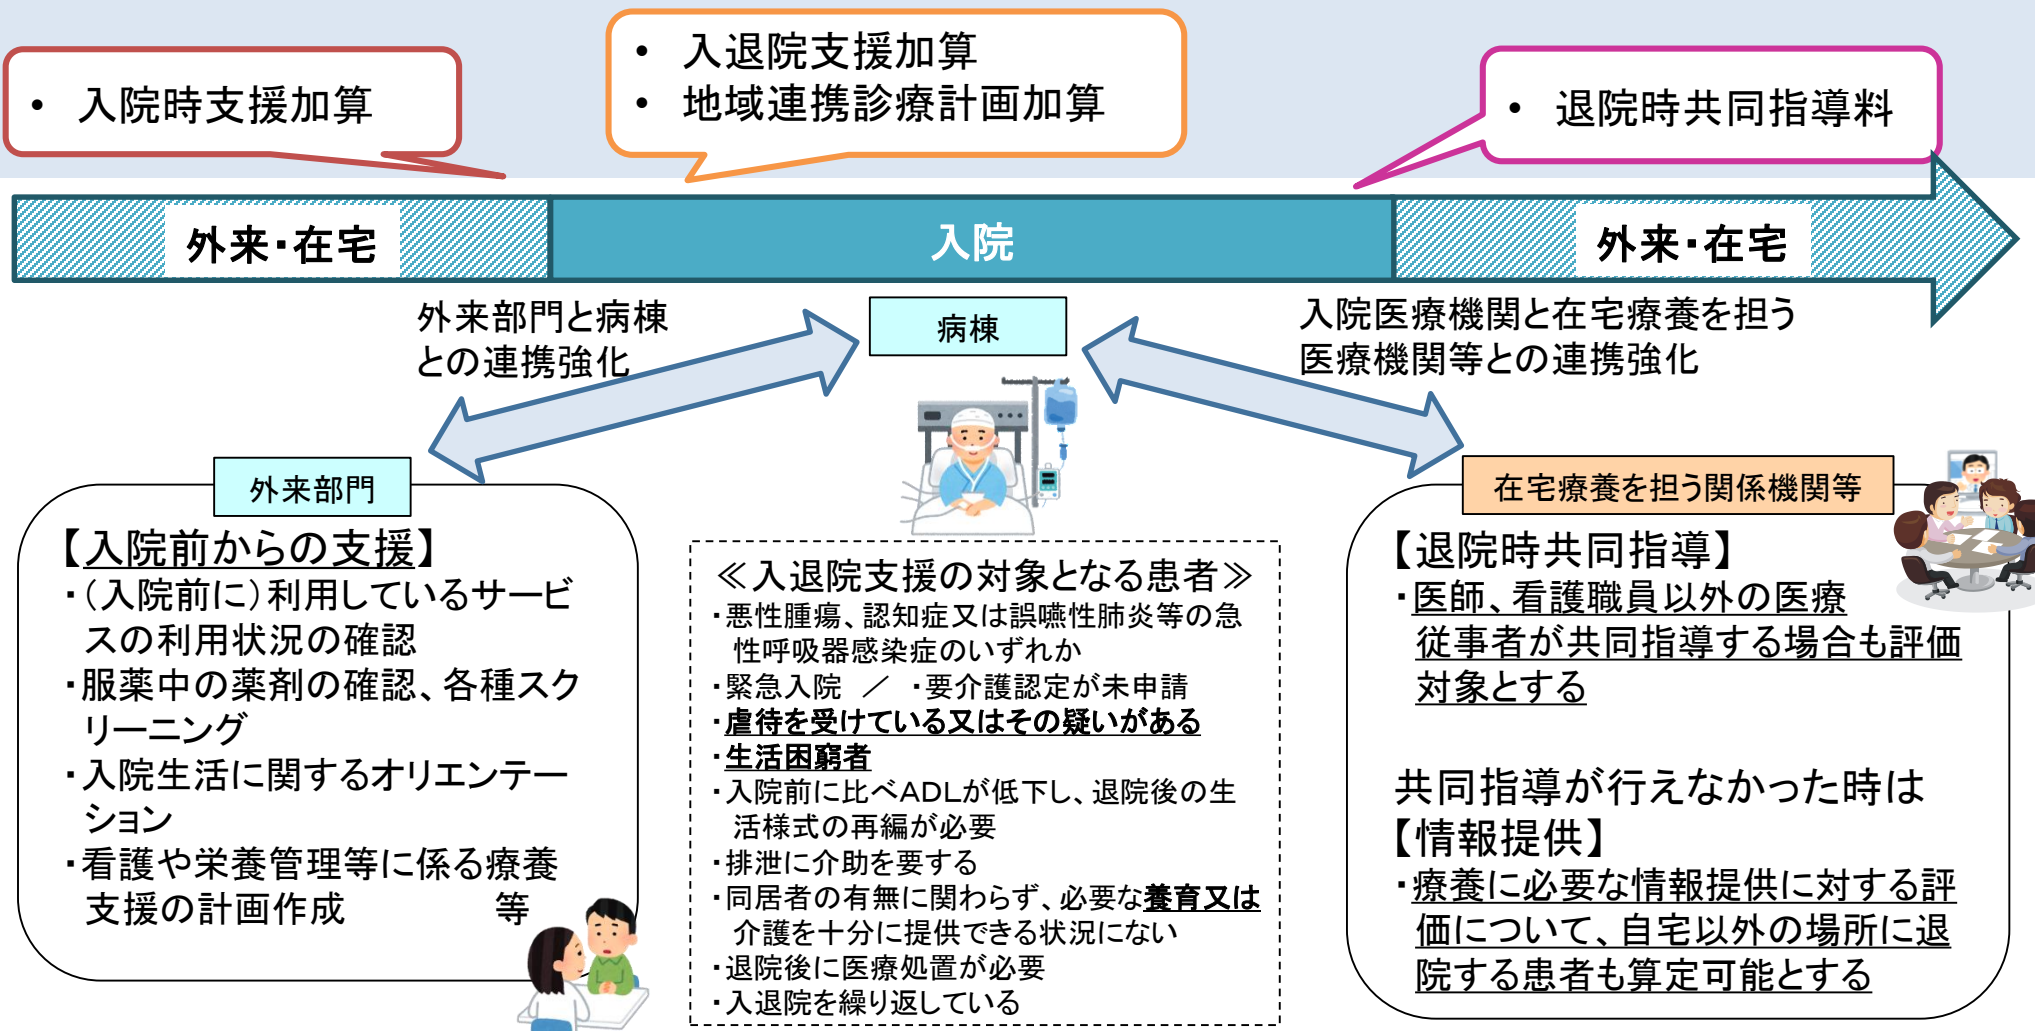 • 入院時支援加算
• 入退院支援加算
• 地域連携診療計画加算
• 退院時共同指導料
外来・在宅
入院
外来・在宅
外来部門と病棟
との連携強化
病棟
入院医療機関と在宅療養を担う
医療機関等との連携強化
外来部門
【入院前からの支援】
・（入院前に）利用しているサービ
スの利用状況の確認
・服薬中の薬剤の確認、各種スク
リーニング
・入院生活に関するオリエンテー
ション
・看護や栄養管理等に係る療養
支援の計画作成　　　　等
≪入退院支援の対象となる患者≫
・悪性腫瘍、認知症又は誤嚥性肺炎等の急
性呼吸器感染症のいずれか
・緊急入院　／　・要介護認定が未申請
・虐待を受けている又はその疑いがある
・生活困窮者
・入院前に比べADLが低下し、退院後の生
活様式の再編が必要
・排泄に介助を要する
・同居者の有無に関わらず、必要な養育又は
介護を十分に提供できる状況にない
・退院後に医療処置が必要
・入退院を繰り返している
在宅療養を担う関係機関等
【退院時共同指導】
・医師、看護職員以外の医療
従事者が共同指導する場合も評価
対象とする
共同指導が行えなかった時は
【情報提供】
・療養に必要な情報提供に対する評
価について、自宅以外の場所に退
院する患者も算定可能とする